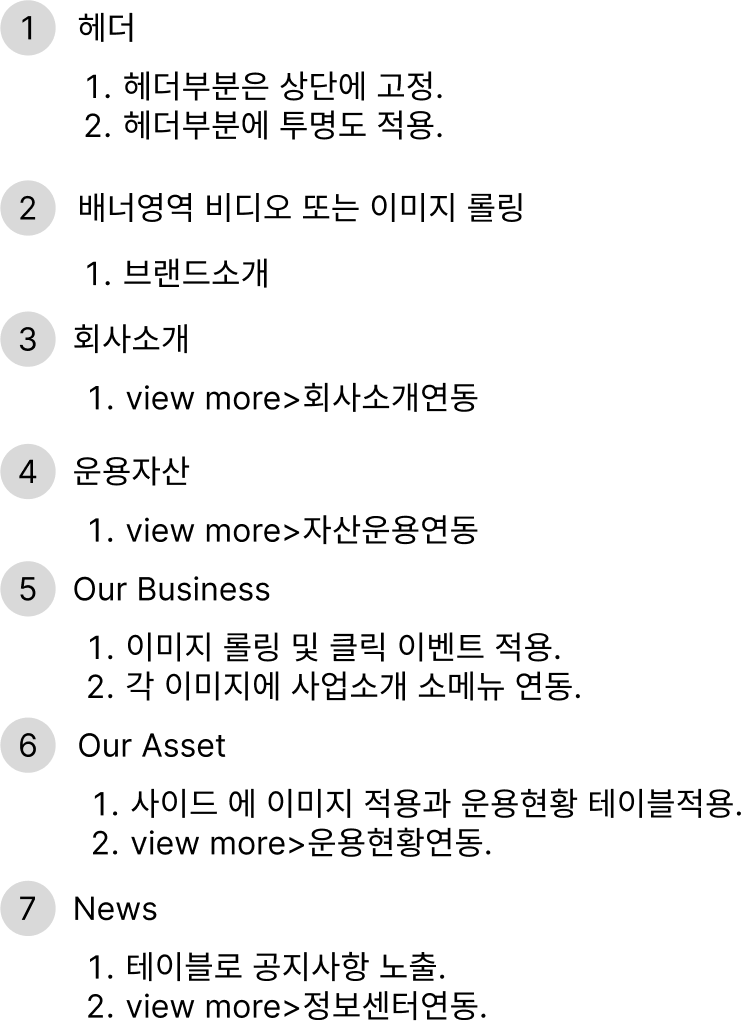 1 헤더
1. 헤더부분은 상단에 고정.
2. 헤더부분에 투명도 적용.
2 배너영역 비디오 또는 이미지 롤링
1. 브랜드소개
3 회사소개
1. view more>회사소개연동
4 운용자산
1. view more>자산운용연동
5 Our Business
1. 이미지 롤링 및 클릭 이벤트 적용.
2. 각 이미지에 사업소개 소메뉴 연동.
6 Our Asset
1. 사이드 에 이미지 적용과 운용현황 테이블적용.
2. view more>운용현황연동.
7 News
1. 테이블로 공지사항 노출.
2. view more>정보센터연동.